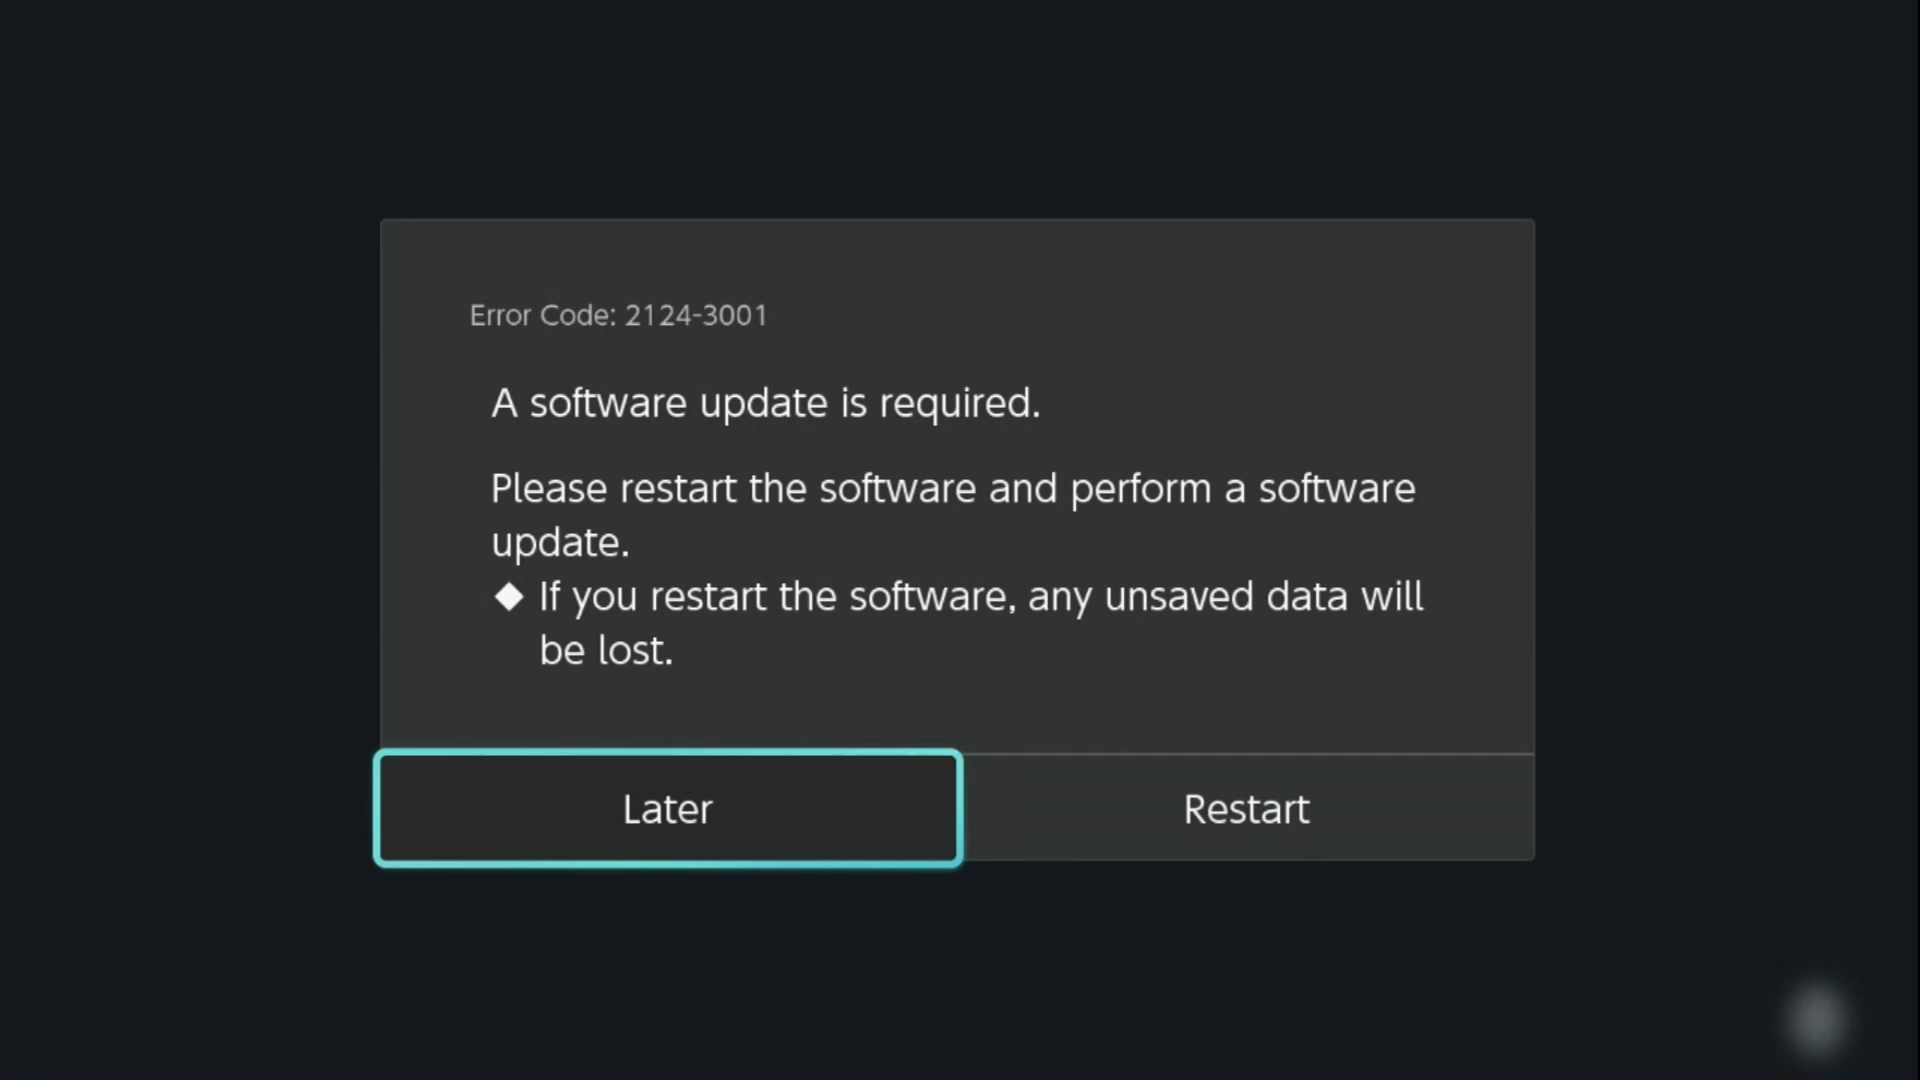 Error Code: 2124-3001
A software update is required.
Please restart the software and perform a software
update.
◆ If you restart the software, any unsaved data will
be lost.
Later
Restart